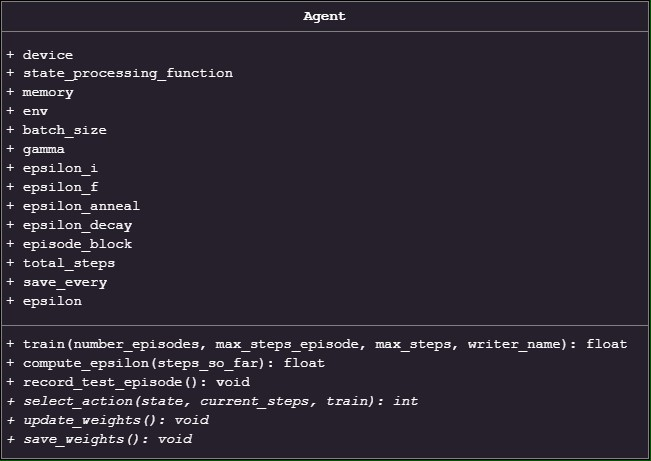 Agent
+ device
+ state_processing_function
+ memory
+ env
+ batch_size
+ gamma
+ epsilon_i
+ epsilon_f
+ epsilon_anneal
+ epsilon_decay
+ episode_block
+ total_steps
+ save_every
+ epsilon
+ train(number_episodes, max_steps_episode, max_steps, writer_name): float
+ compute_epsilon(steps_so_far): float
+ record_test_episode(): void
+ select_action(state, current_steps, train): int
+ update_weights(): void
+ save_weights(): void